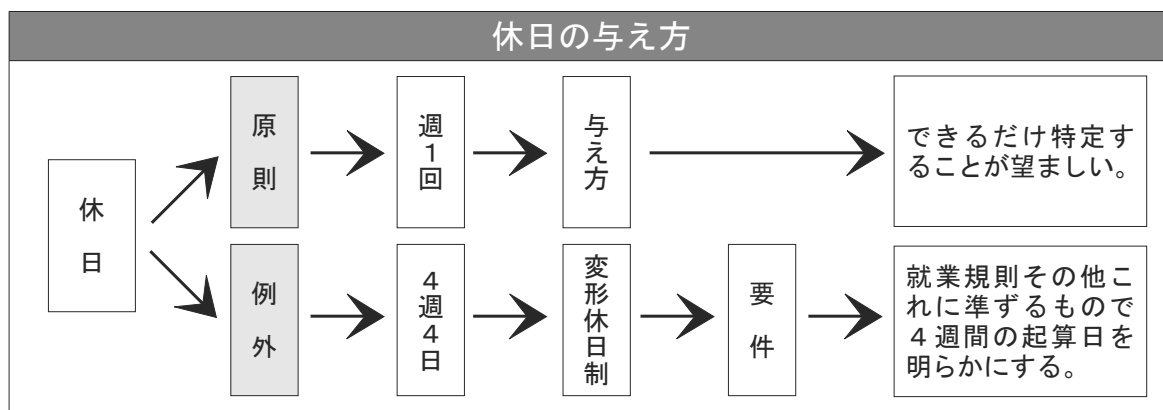 休日の与え方
休日
原則
週1回
与え方
できるだけ特定す
ることが望ましい。
例外
4週4日
変形休日制
要件
就業規則その他こ
れに準ずるもので
４週間の起算日を
明らかにする。